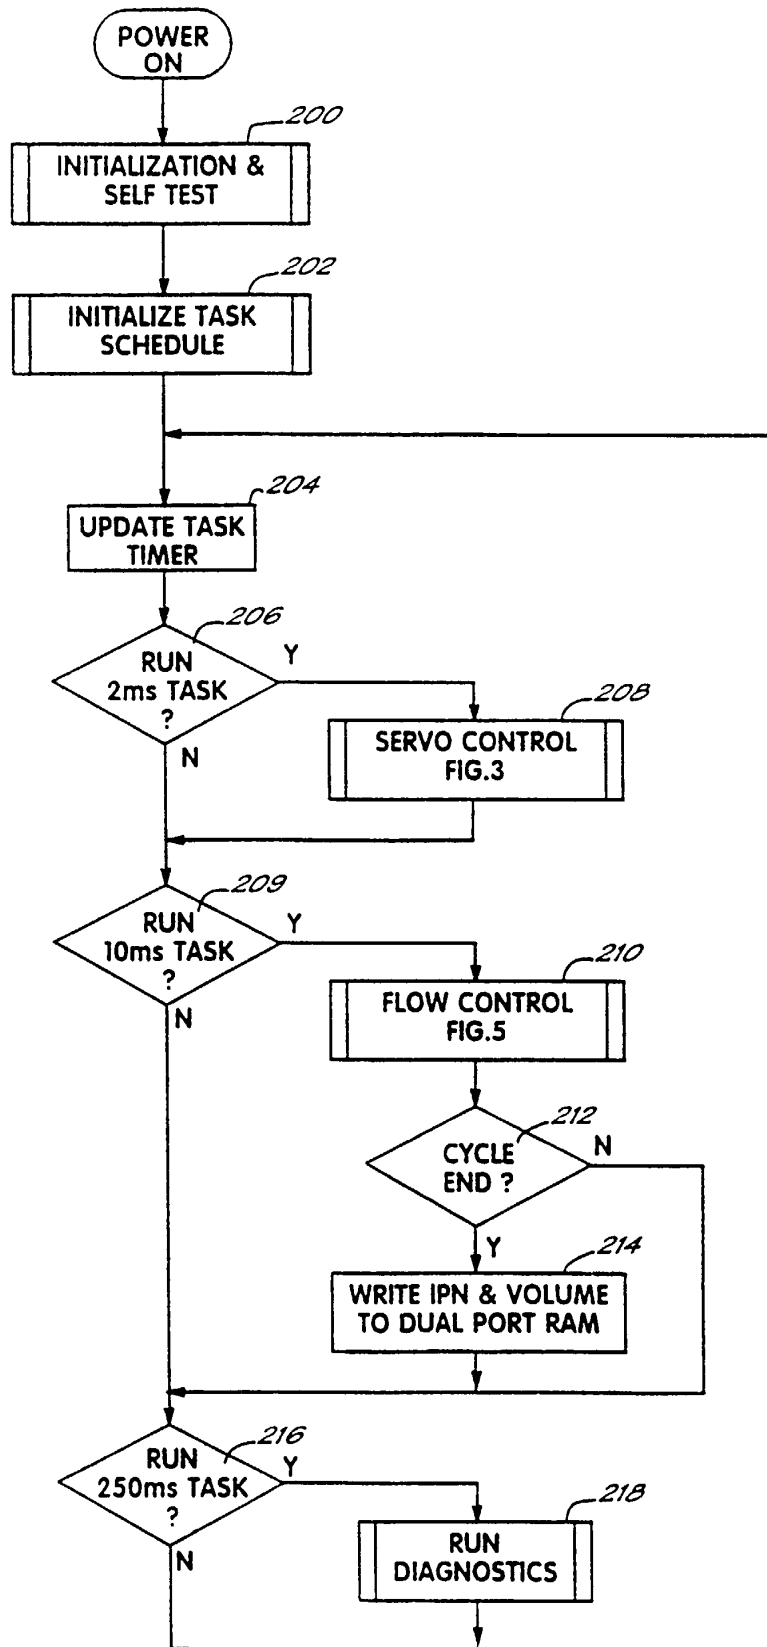 POWER
ON
200
INITIALIZATION &
SELF TEST
202
INITIALIZE TASK
SCHEDULE
204
UPDATE TASK
TIMER
206
RUN
2ms TASK
?
Y
N
208
SERVO CONTROL
FIG.3
209
RUN
10ms TASK
?
Y
N
210
FLOW CONTROL
FIG.5
212
CYCLE
END ?
N
Y
214
WRITE IPN & VOLUME
TO DUAL PORT RAM
216
RUN
250ms TASK
?
Y
N
218
RUN
DIAGNOSTICS